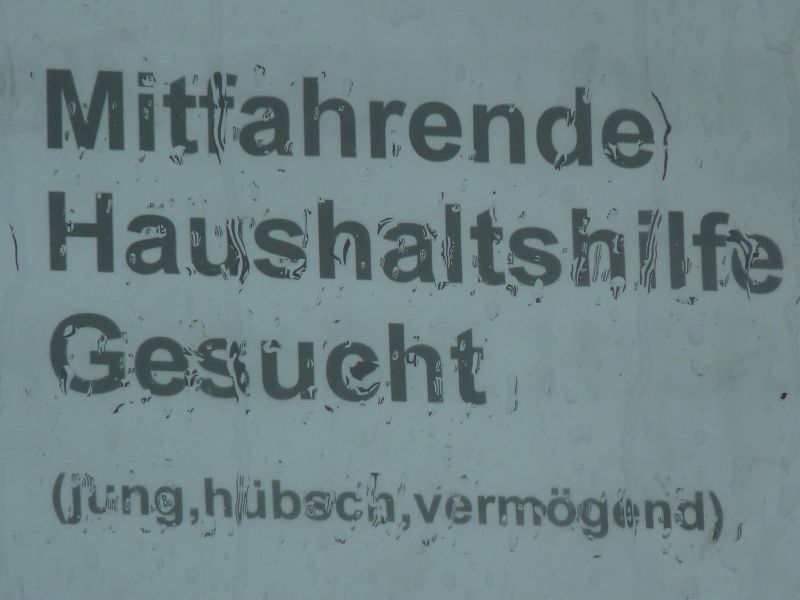 Mitfahrende
Haushaltshilfe
Gesucht
(jung,hübsch,vermögend)